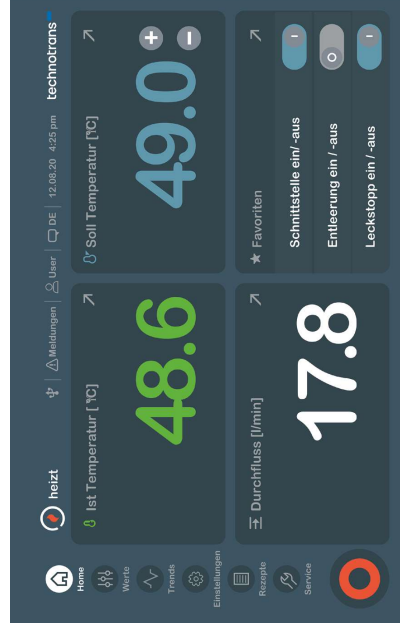 heizt
Meldungen
User
DE
12.08.20 4:25 pm
technotrans
Home
Werte
Trends
Einstellungen
Rezepte
Service
Ist Temperatur [°C]
48.6
Soll Temperatur [°C]
49.0
+
−
Durchfluss [l/min]
17.8
Favoriten
Schnittstelle ein/ -aus
I
Entleerung ein / -aus
O
Leckstopp ein / -aus
I